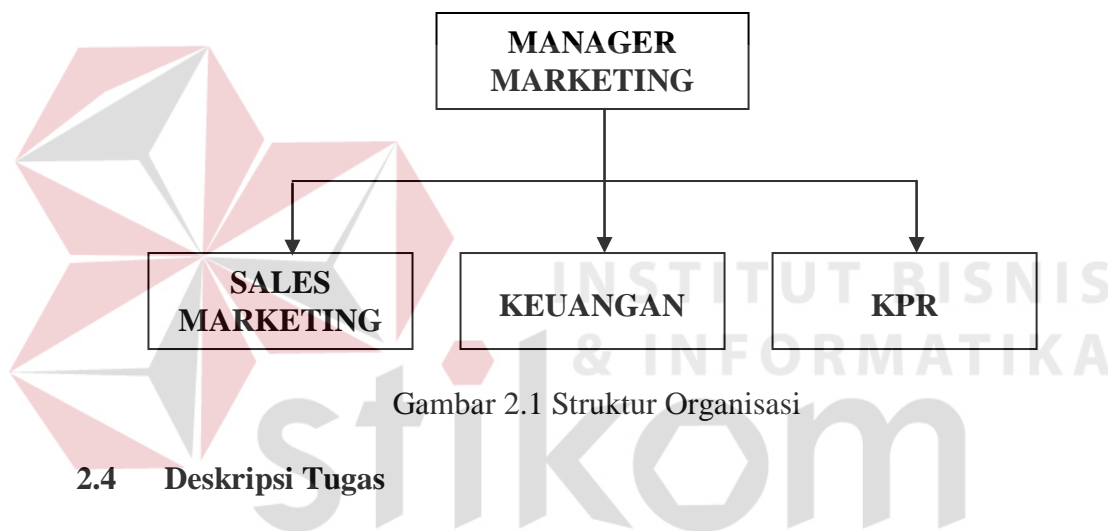 MANAGER
MARKETING
SALES
MARKETING
KEUANGAN
KPR
INSTITUT BISNIS
& INFORMATIKA
stikom
Gambar 2.1 Struktur Organisasi
2.4 Deskripsi Tugas